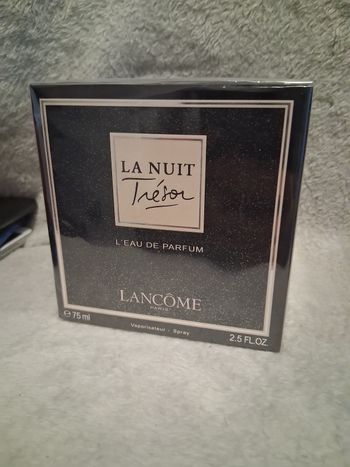 LA NUIT
Trésor
L'EAU DE PARFUM
LANCÔME
PARIS
℮ 75 ml
Vaporisateur - Spray
2.5 FL.OZ.